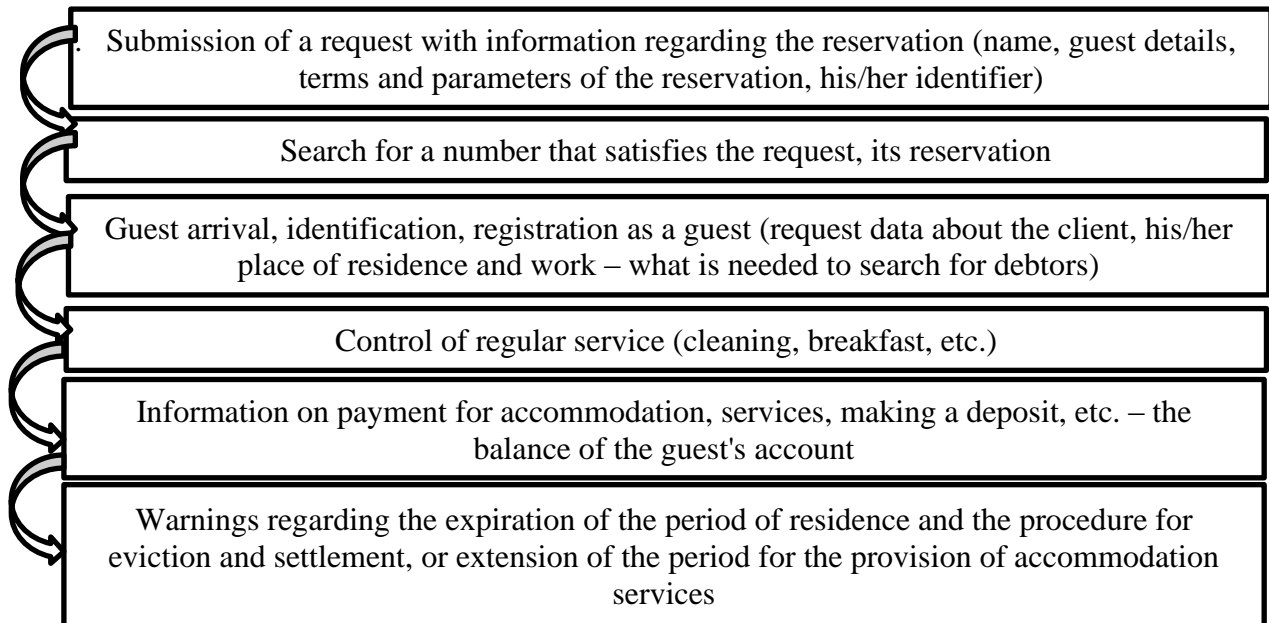 . Submission of a request with information regarding the reservation (name, guest details,
terms and parameters of the reservation, his/her identifier)
Search for a number that satisfies the request, its reservation
Guest arrival, identification, registration as a guest (request data about the client, his/her
place of residence and work – what is needed to search for debtors)
Control of regular service (cleaning, breakfast, etc.)
Information on payment for accommodation, services, making a deposit, etc. – the
balance of the guest's account
Warnings regarding the expiration of the period of residence and the procedure for
eviction and settlement, or extension of the period for the provision of accommodation
services